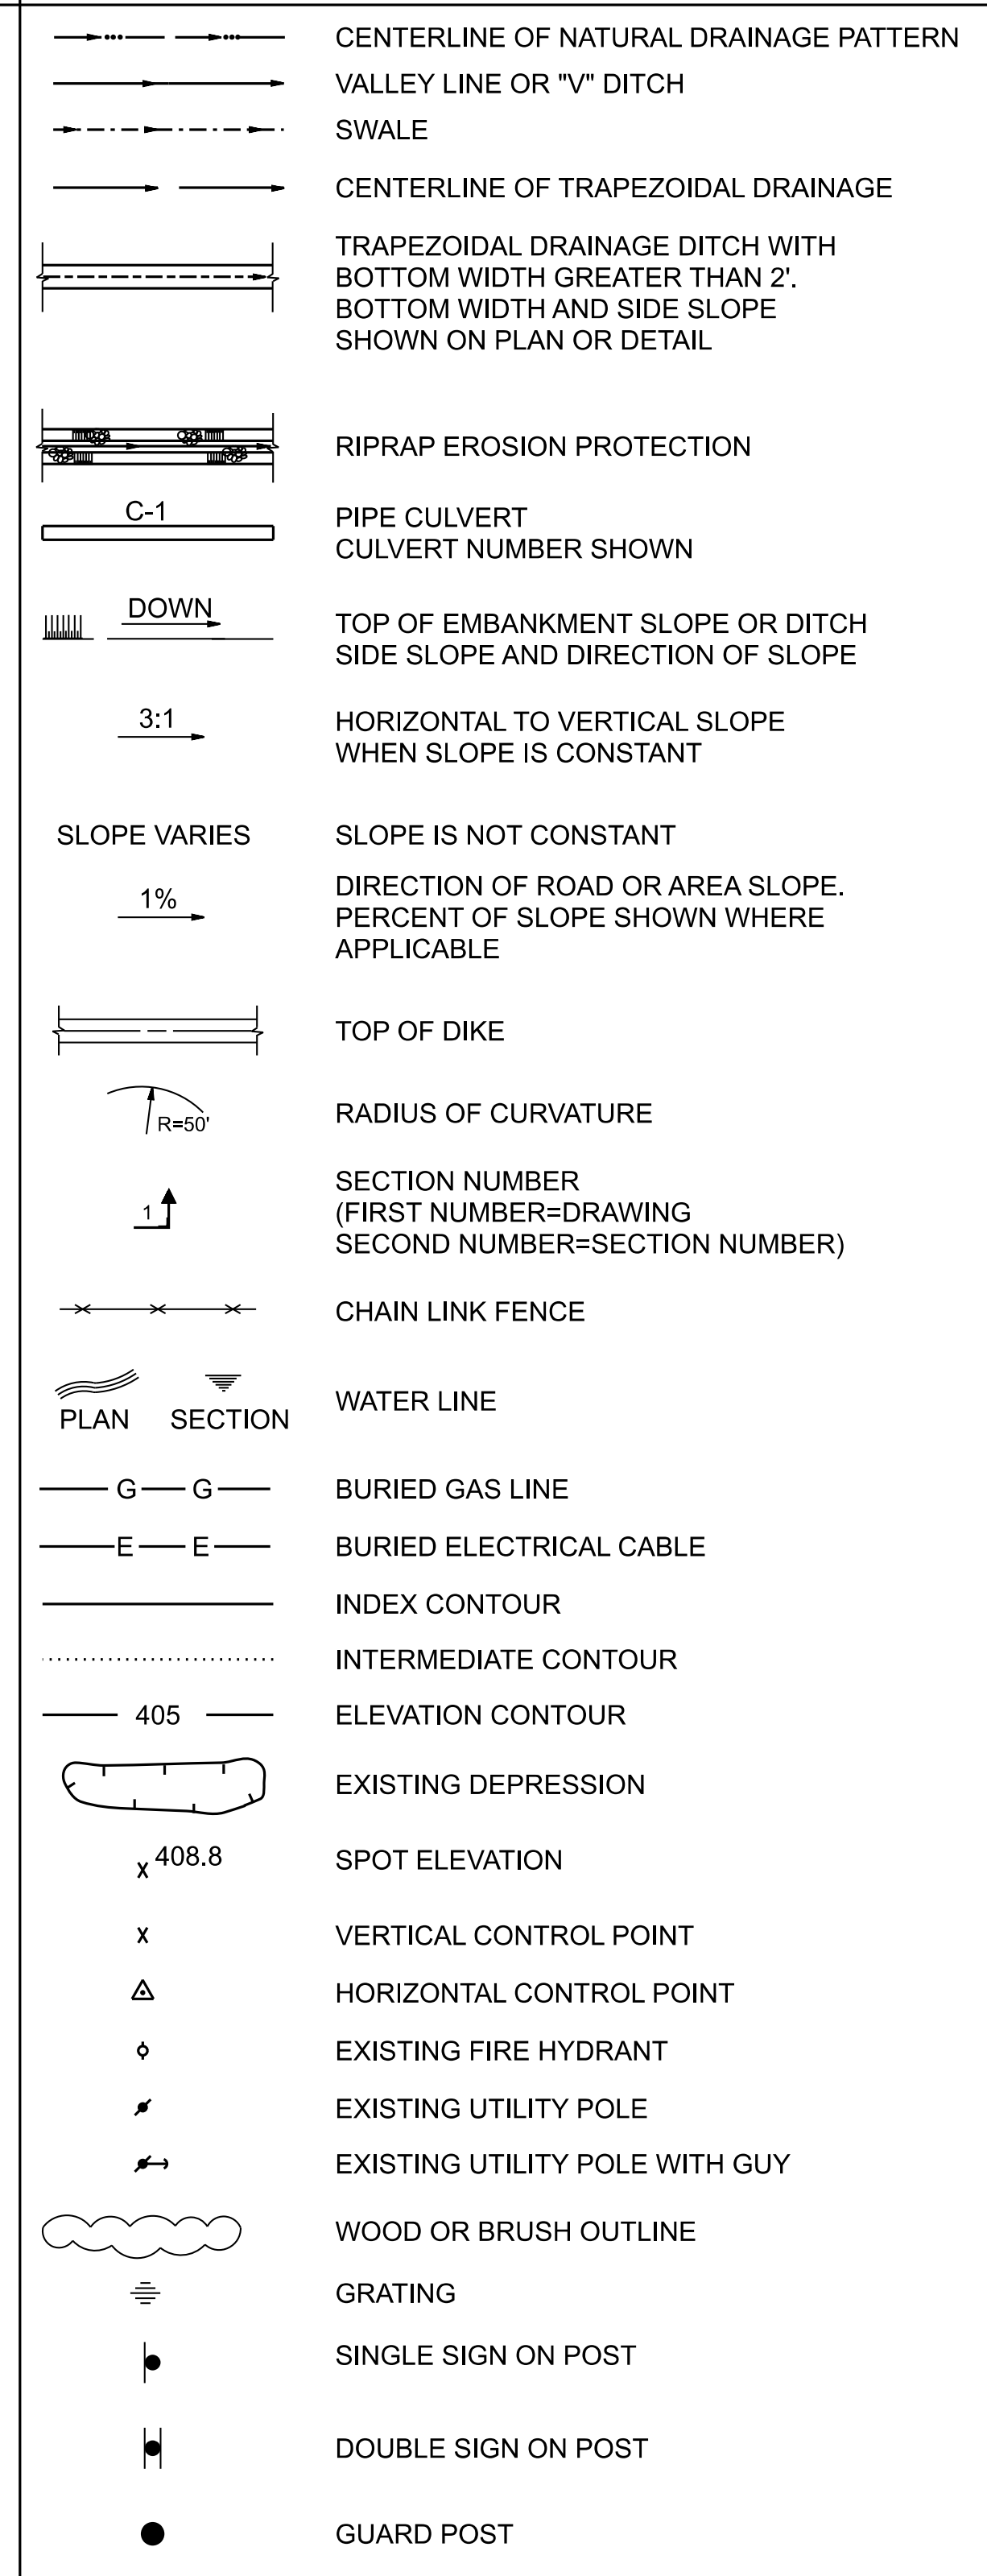 CENTERLINE OF NATURAL DRAINAGE PATTERN
VALLEY LINE OR "V" DITCH
SWALE
CENTERLINE OF TRAPEZOIDAL DRAINAGE
TRAPEZOIDAL DRAINAGE DITCH WITH
BOTTOM WIDTH GREATER THAN 2'.
BOTTOM WIDTH AND SIDE SLOPE
SHOWN ON PLAN OR DETAIL
RIPRAP EROSION PROTECTION
C-1
PIPE CULVERT
CULVERT NUMBER SHOWN
DOWN
TOP OF EMBANKMENT SLOPE OR DITCH
SIDE SLOPE AND DIRECTION OF SLOPE
3:1
HORIZONTAL TO VERTICAL SLOPE
WHEN SLOPE IS CONSTANT
SLOPE VARIES
SLOPE IS NOT CONSTANT
1%
DIRECTION OF ROAD OR AREA SLOPE.
PERCENT OF SLOPE SHOWN WHERE
APPLICABLE
TOP OF DIKE
R=50'
RADIUS OF CURVATURE
1
SECTION NUMBER
(FIRST NUMBER=DRAWING
SECOND NUMBER=SECTION NUMBER)
CHAIN LINK FENCE
PLAN SECTION
WATER LINE
G G
BURIED GAS LINE
E E
BURIED ELECTRICAL CABLE
INDEX CONTOUR
INTERMEDIATE CONTOUR
405
ELEVATION CONTOUR
EXISTING DEPRESSION
x 408.8
SPOT ELEVATION
x
VERTICAL CONTROL POINT
HORIZONTAL CONTROL POINT
EXISTING FIRE HYDRANT
EXISTING UTILITY POLE
EXISTING UTILITY POLE WITH GUY
WOOD OR BRUSH OUTLINE
GRATING
SINGLE SIGN ON POST
DOUBLE SIGN ON POST
GUARD POST